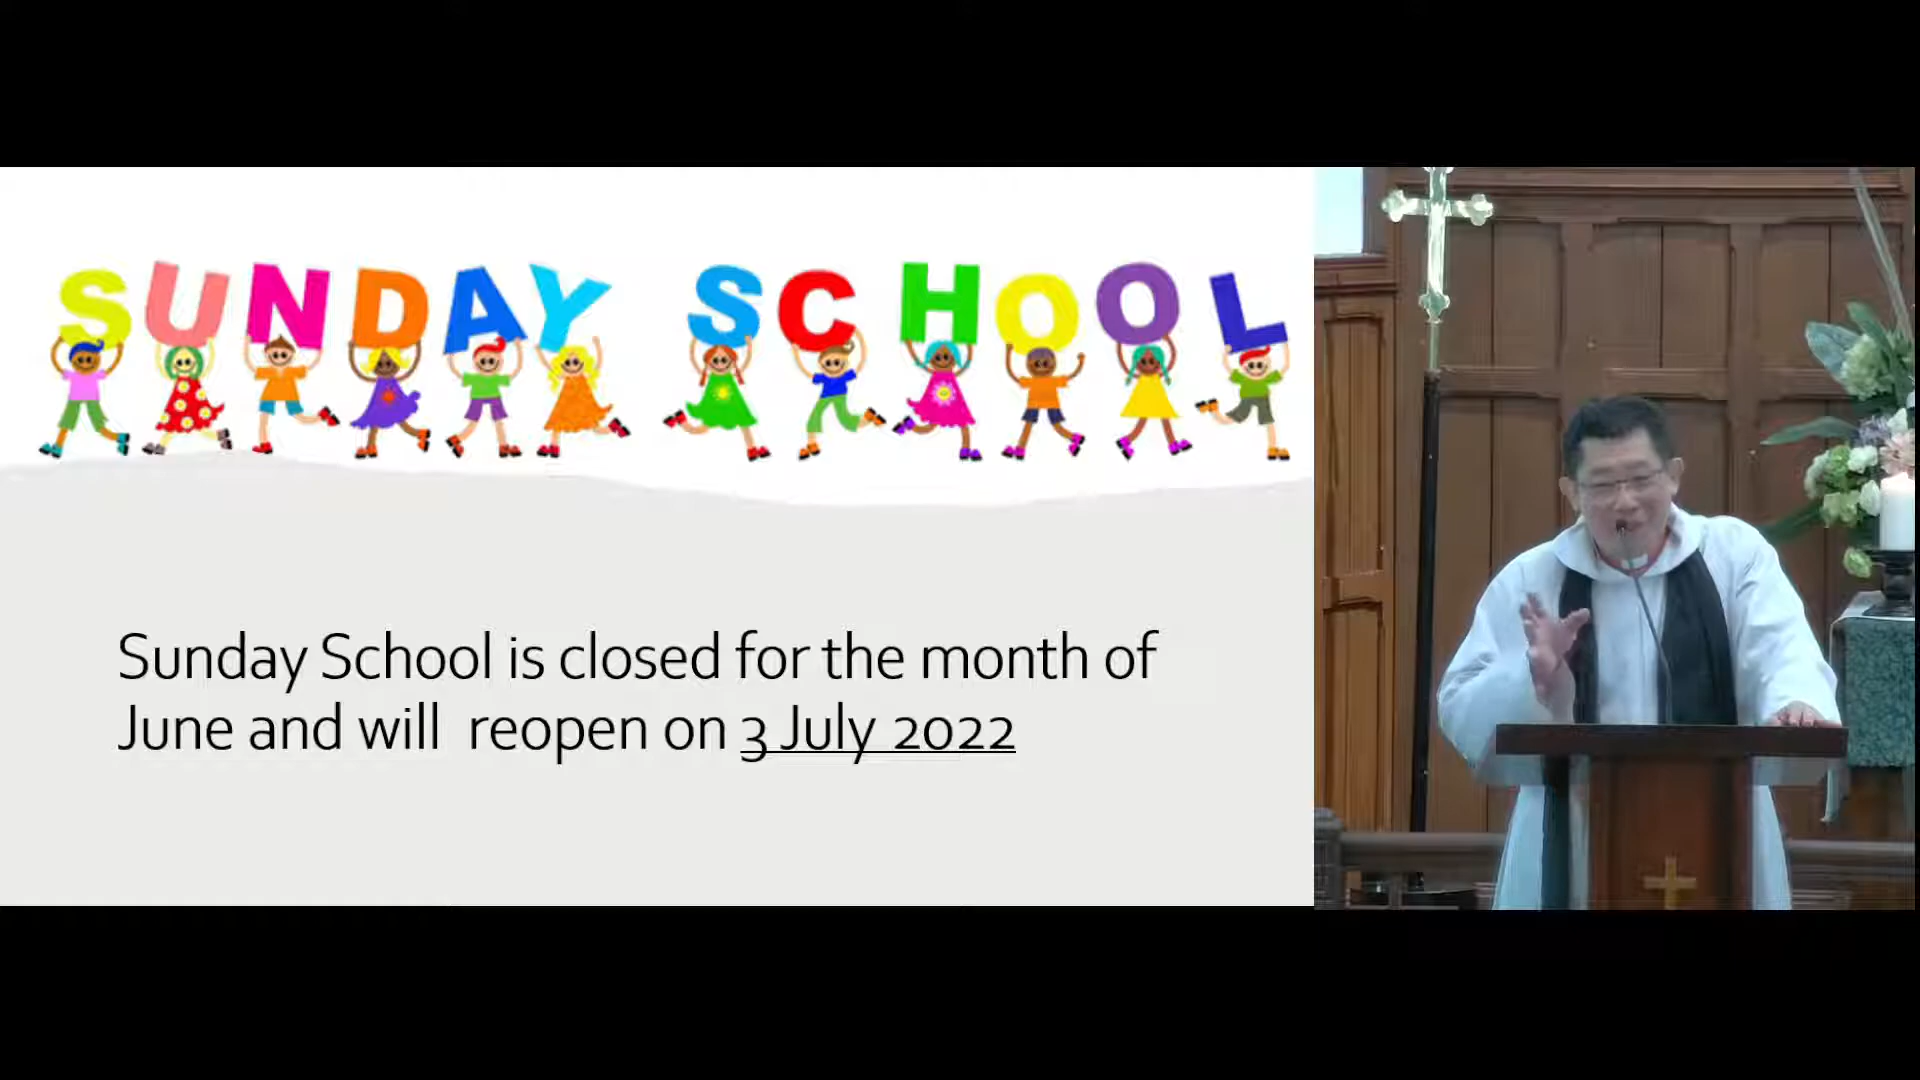 SUNDAY SCHOOL
Sunday School is closed for the month of
June and will reopen on 3 July 2022